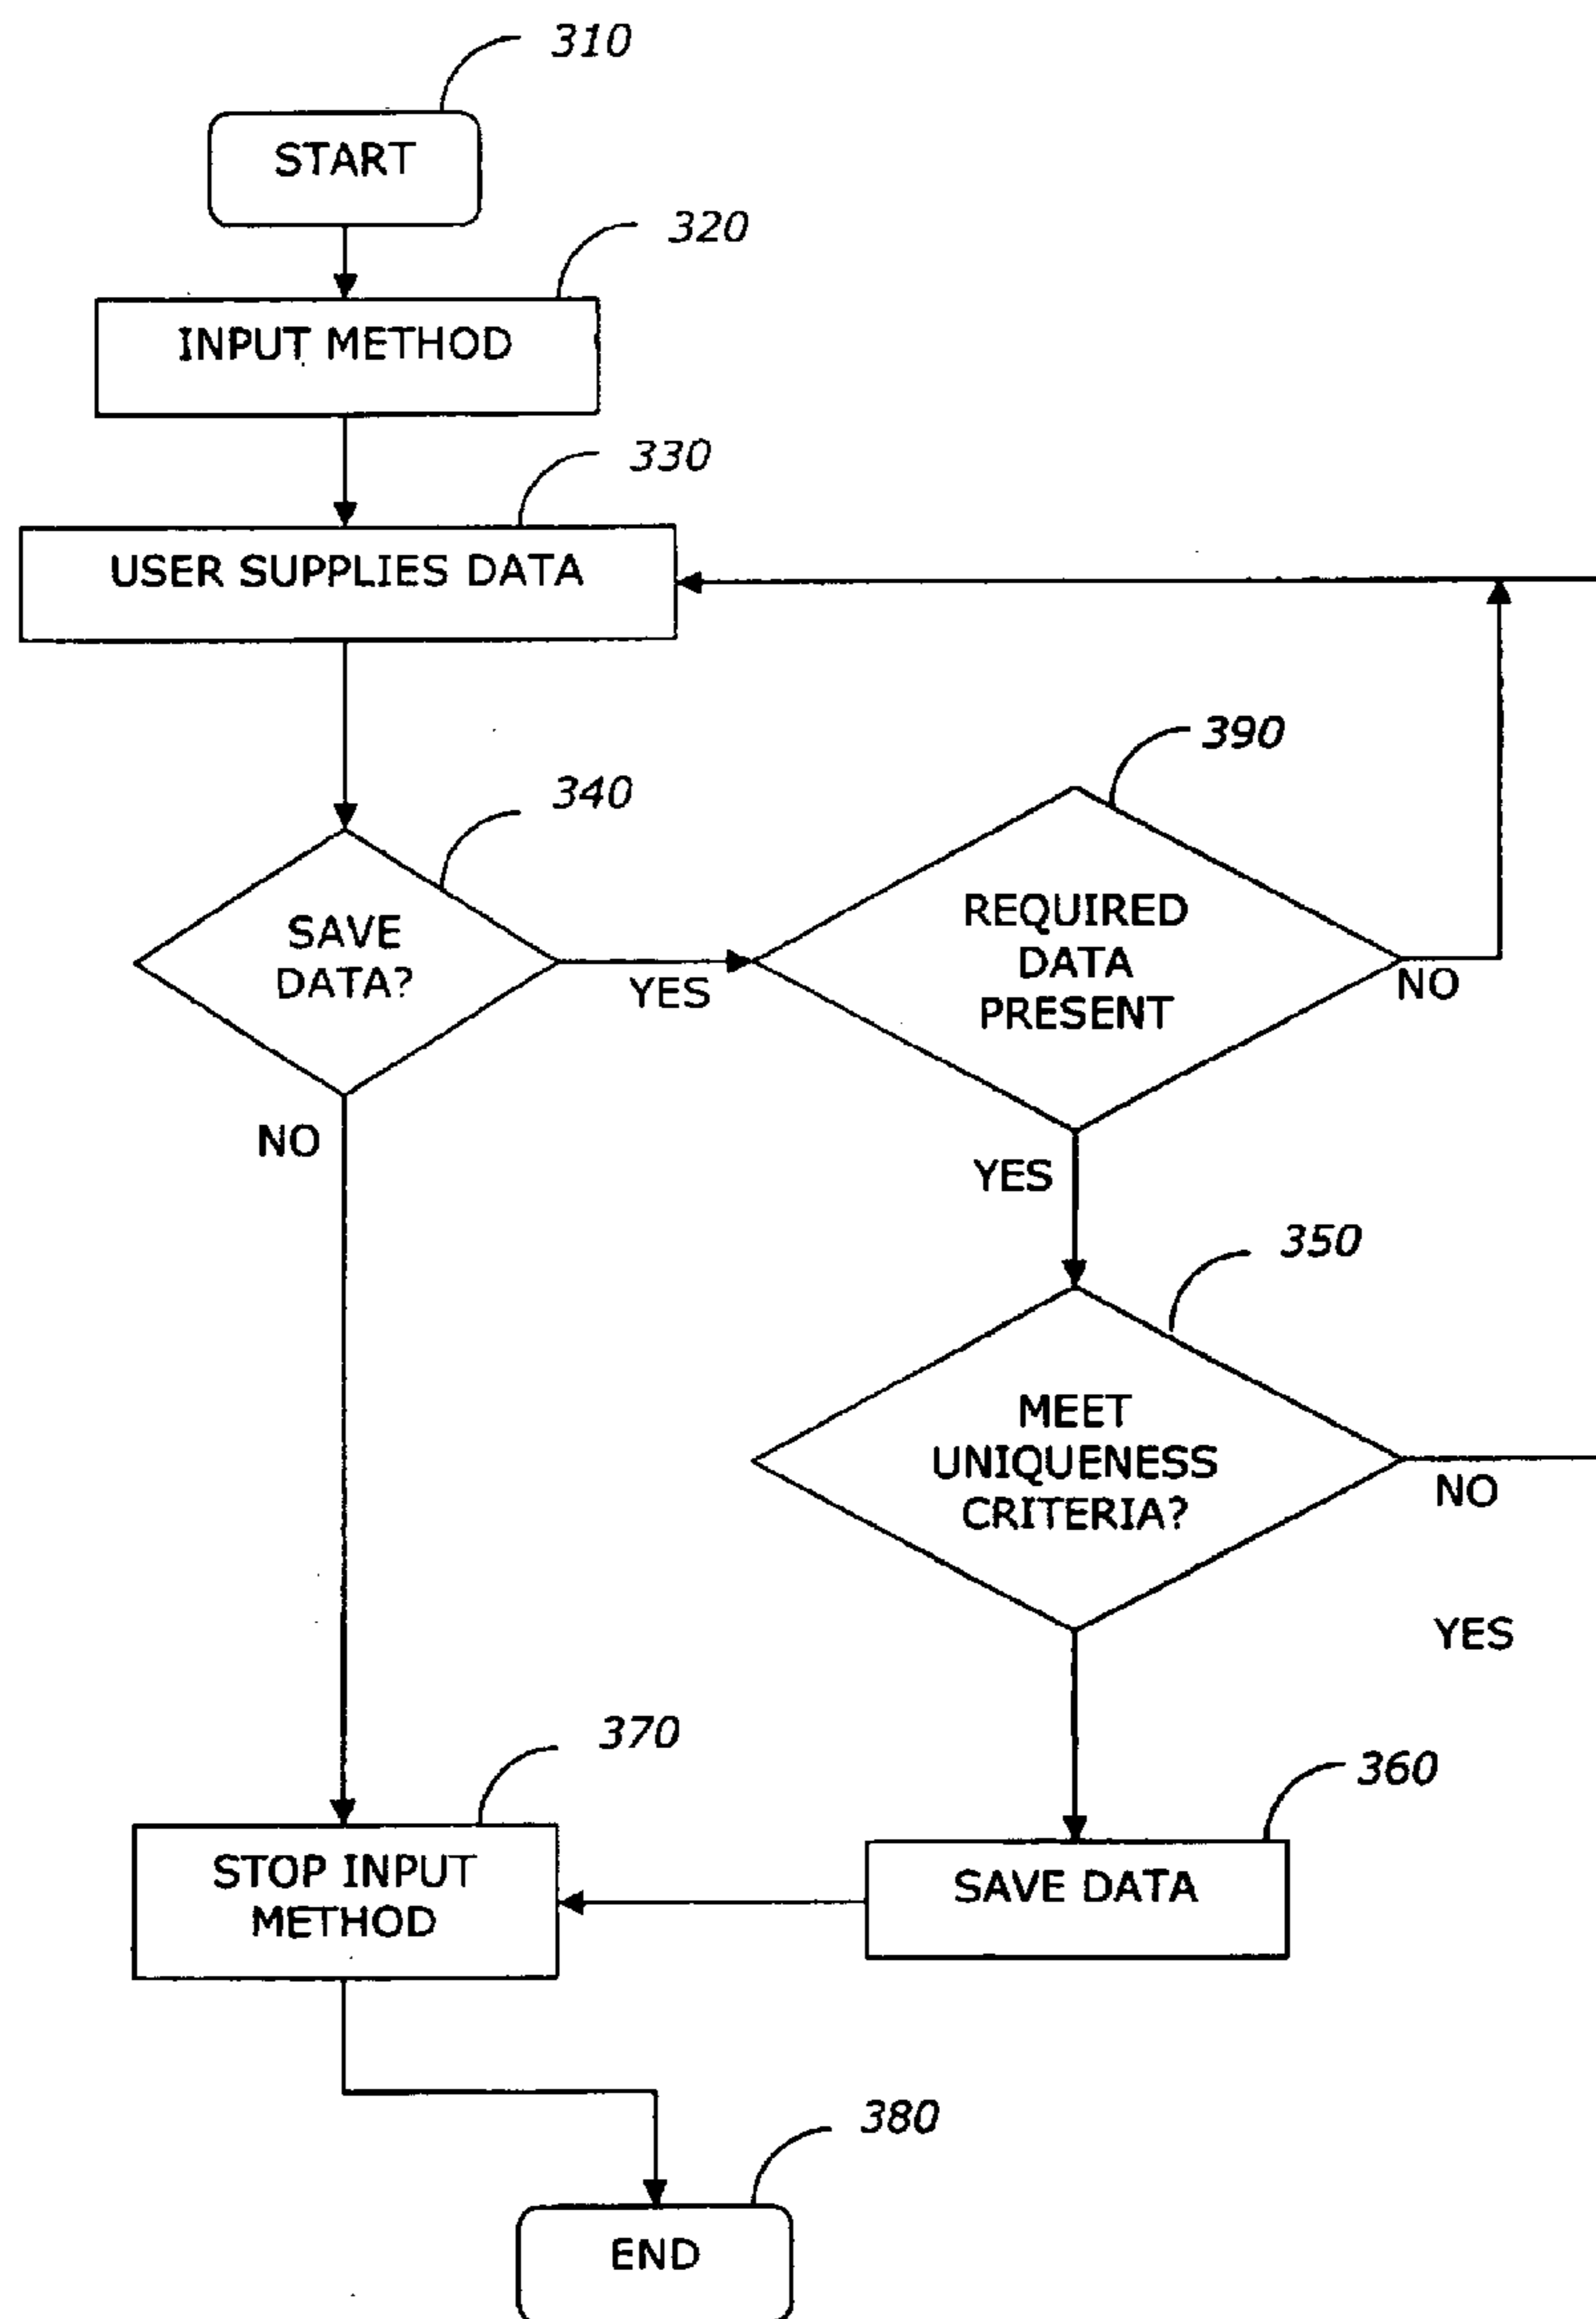 310
START
320
INPUT METHOD
330
USER SUPPLIES DATA
390
340
REQUIRED
DATA
PRESENT
SAVE
DATA?
YES
NO
NO
YES
350
MEET
UNIQUENESS
CRITERIA?
NO
YES
370
360
STOP INPUT
METHOD
SAVE DATA
380
END